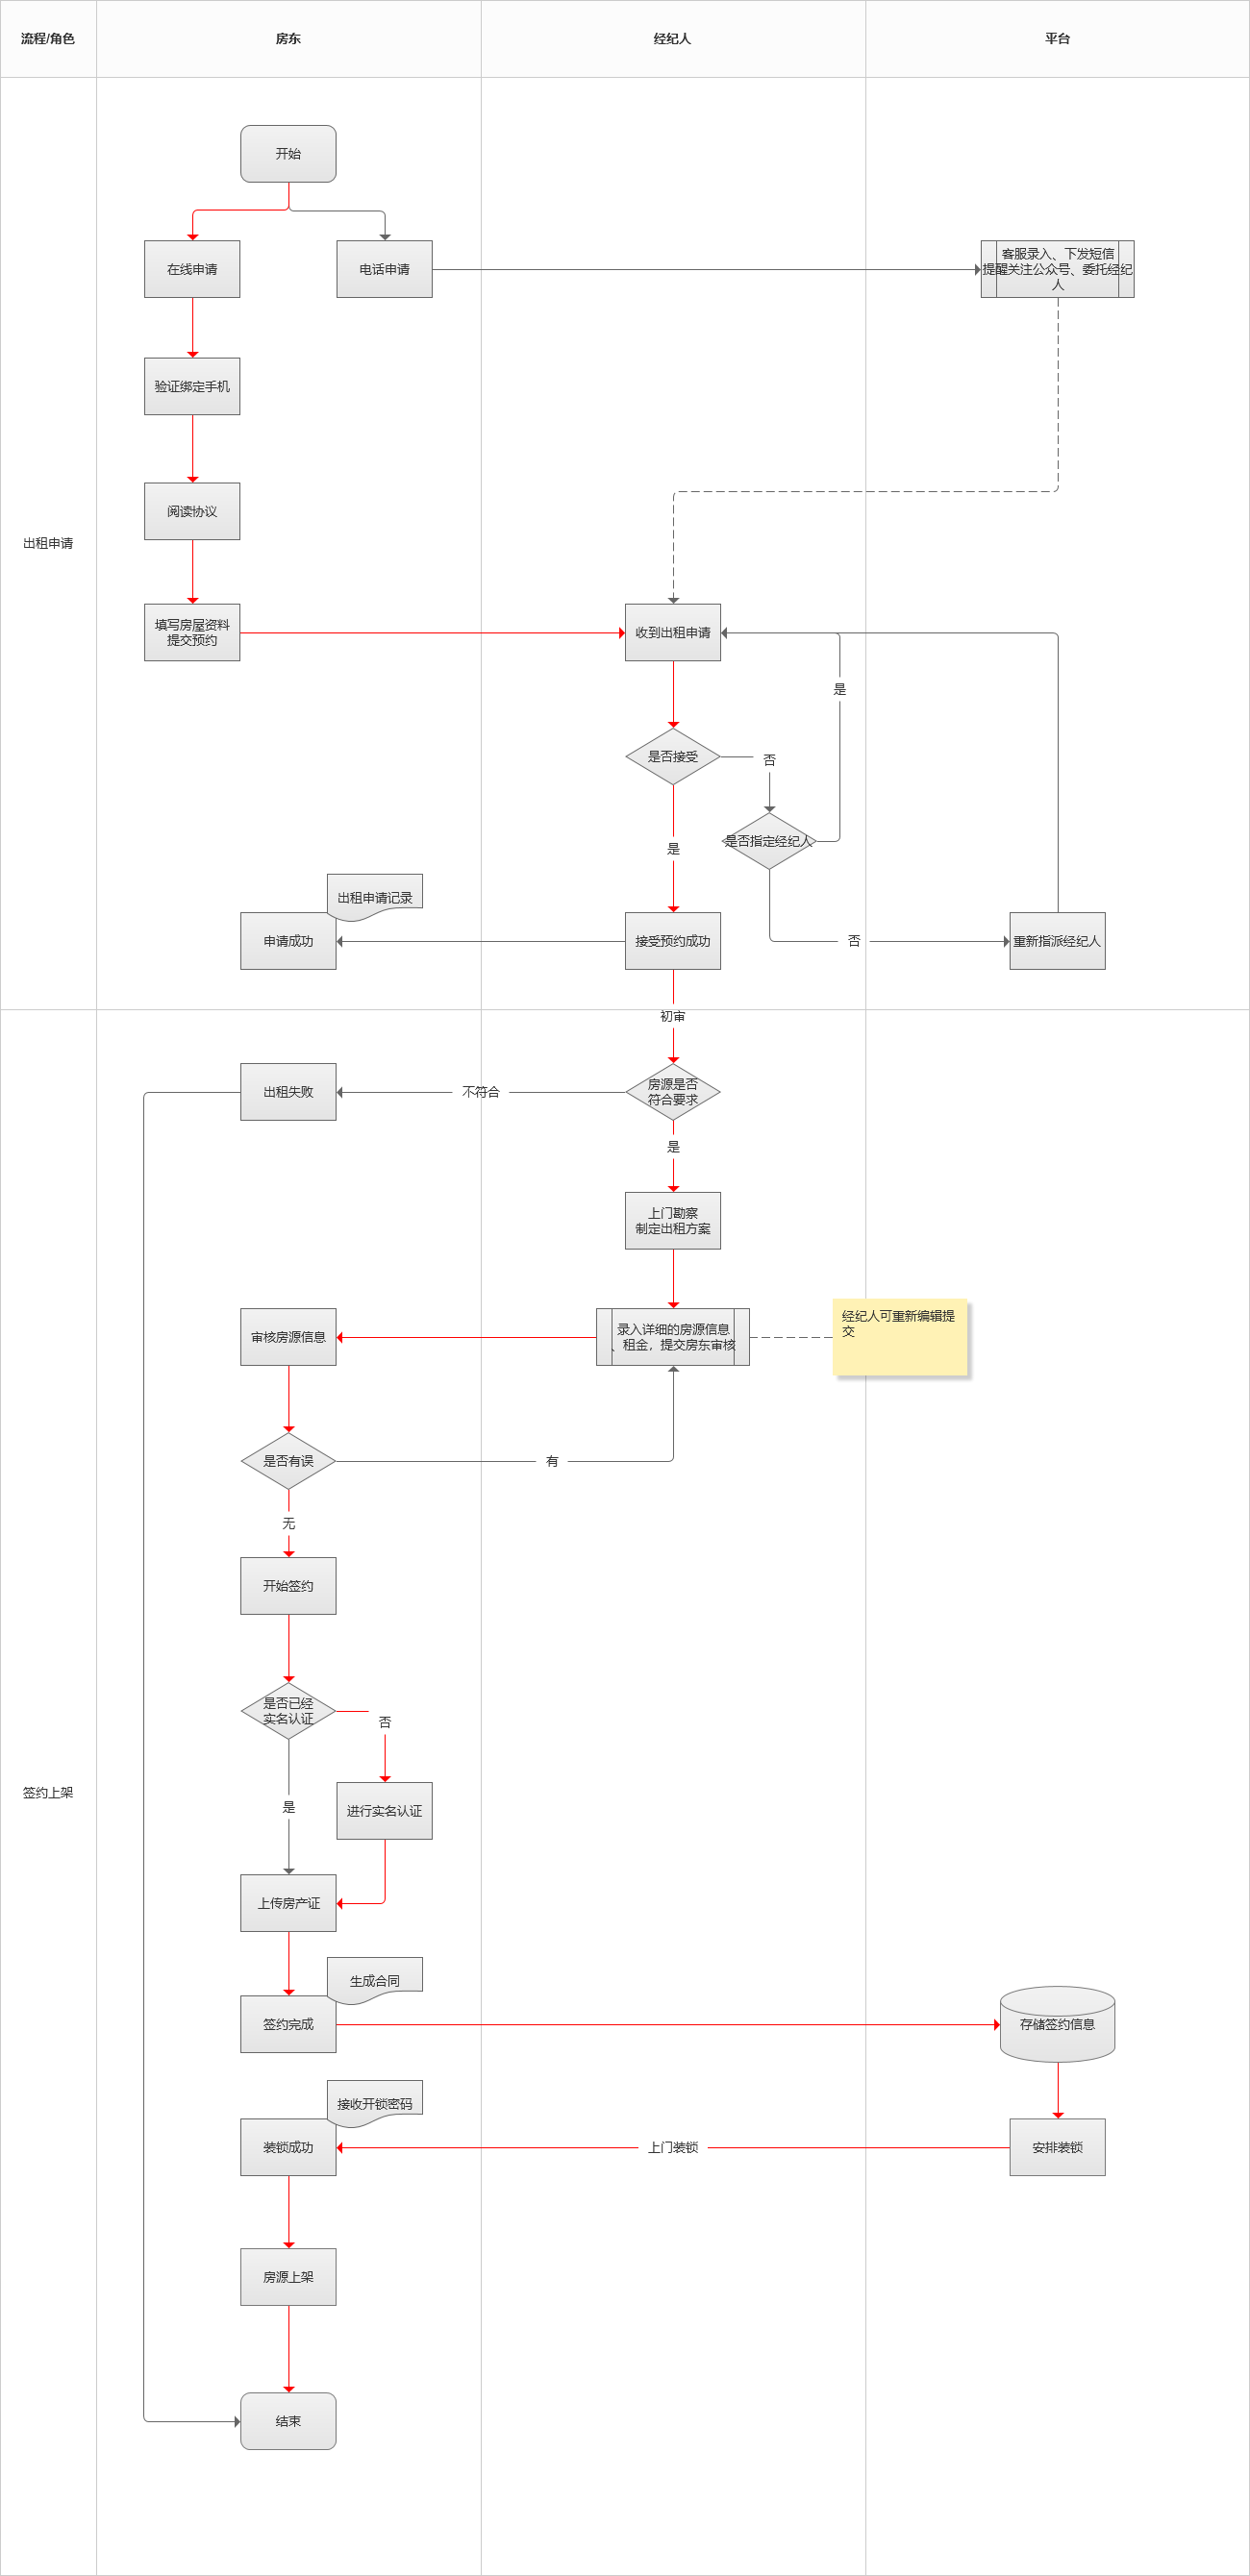 流程/角色
房东
经纪人
平台
出租申请
开始
在线申请
电话申请
客服录入、下发短信
提醒关注公众号、委托经纪
人
验证绑定手机
阅读协议
填写房屋资料
提交预约
收到出租申请
是
是否接受
否
是否指定经纪人
是
出租申请记录
申请成功
接受预约成功
否
重新指派经纪人
初审
签约上架
出租失败
不符合
房源是否
符合要求
是
上门勘察
制定出租方案
审核房源信息
录入详细的房源信息
、租金，提交房东审核
经纪人可重新编辑提
交
是否有误
有
无
开始签约
是否已经
实名认证
否
是
进行实名认证
上传房产证
生成合同
签约完成
存储签约信息
接收开锁密码
装锁成功
上门装锁
安排装锁
房源上架
结束